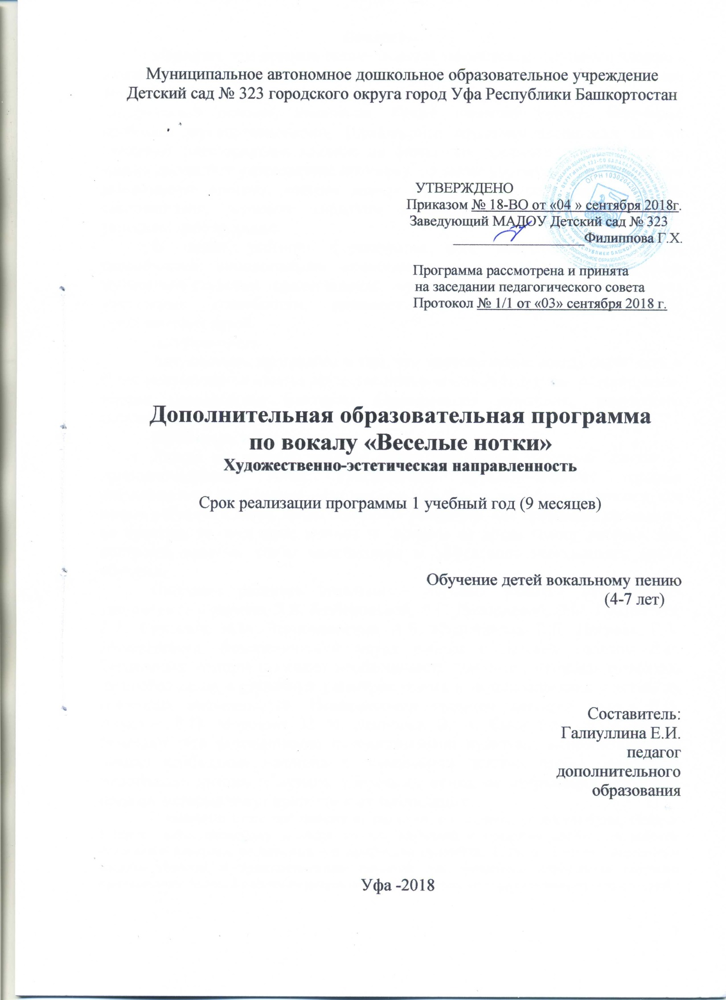 Муниципальное автономное дошкольное образовательное учреждение
Детский сад № 323 городского округа город Уфа Республики Башкортостан
УТВЕРЖДЕНО
Приказом № 18-ВО от «04 » сентября 2018г.
Заведующий МАДОУ Детский сад № 323
Филиппова Г.Х.
Программа рассмотрена и принята
на заседании педагогического совета
Протокол № 1/1 от «03» сентября 2018 г.
Дополнительная образовательная программа
по вокалу «Веселые нотки»
Художественно-эстетическая направленность
Срок реализации программы 1 учебный год (9 месяцев)
Обучение детей вокальному пению
(4-7 лет)
Составитель:
Галиуллина Е.И.
педагог
дополнительного
образования
Уфа -2018